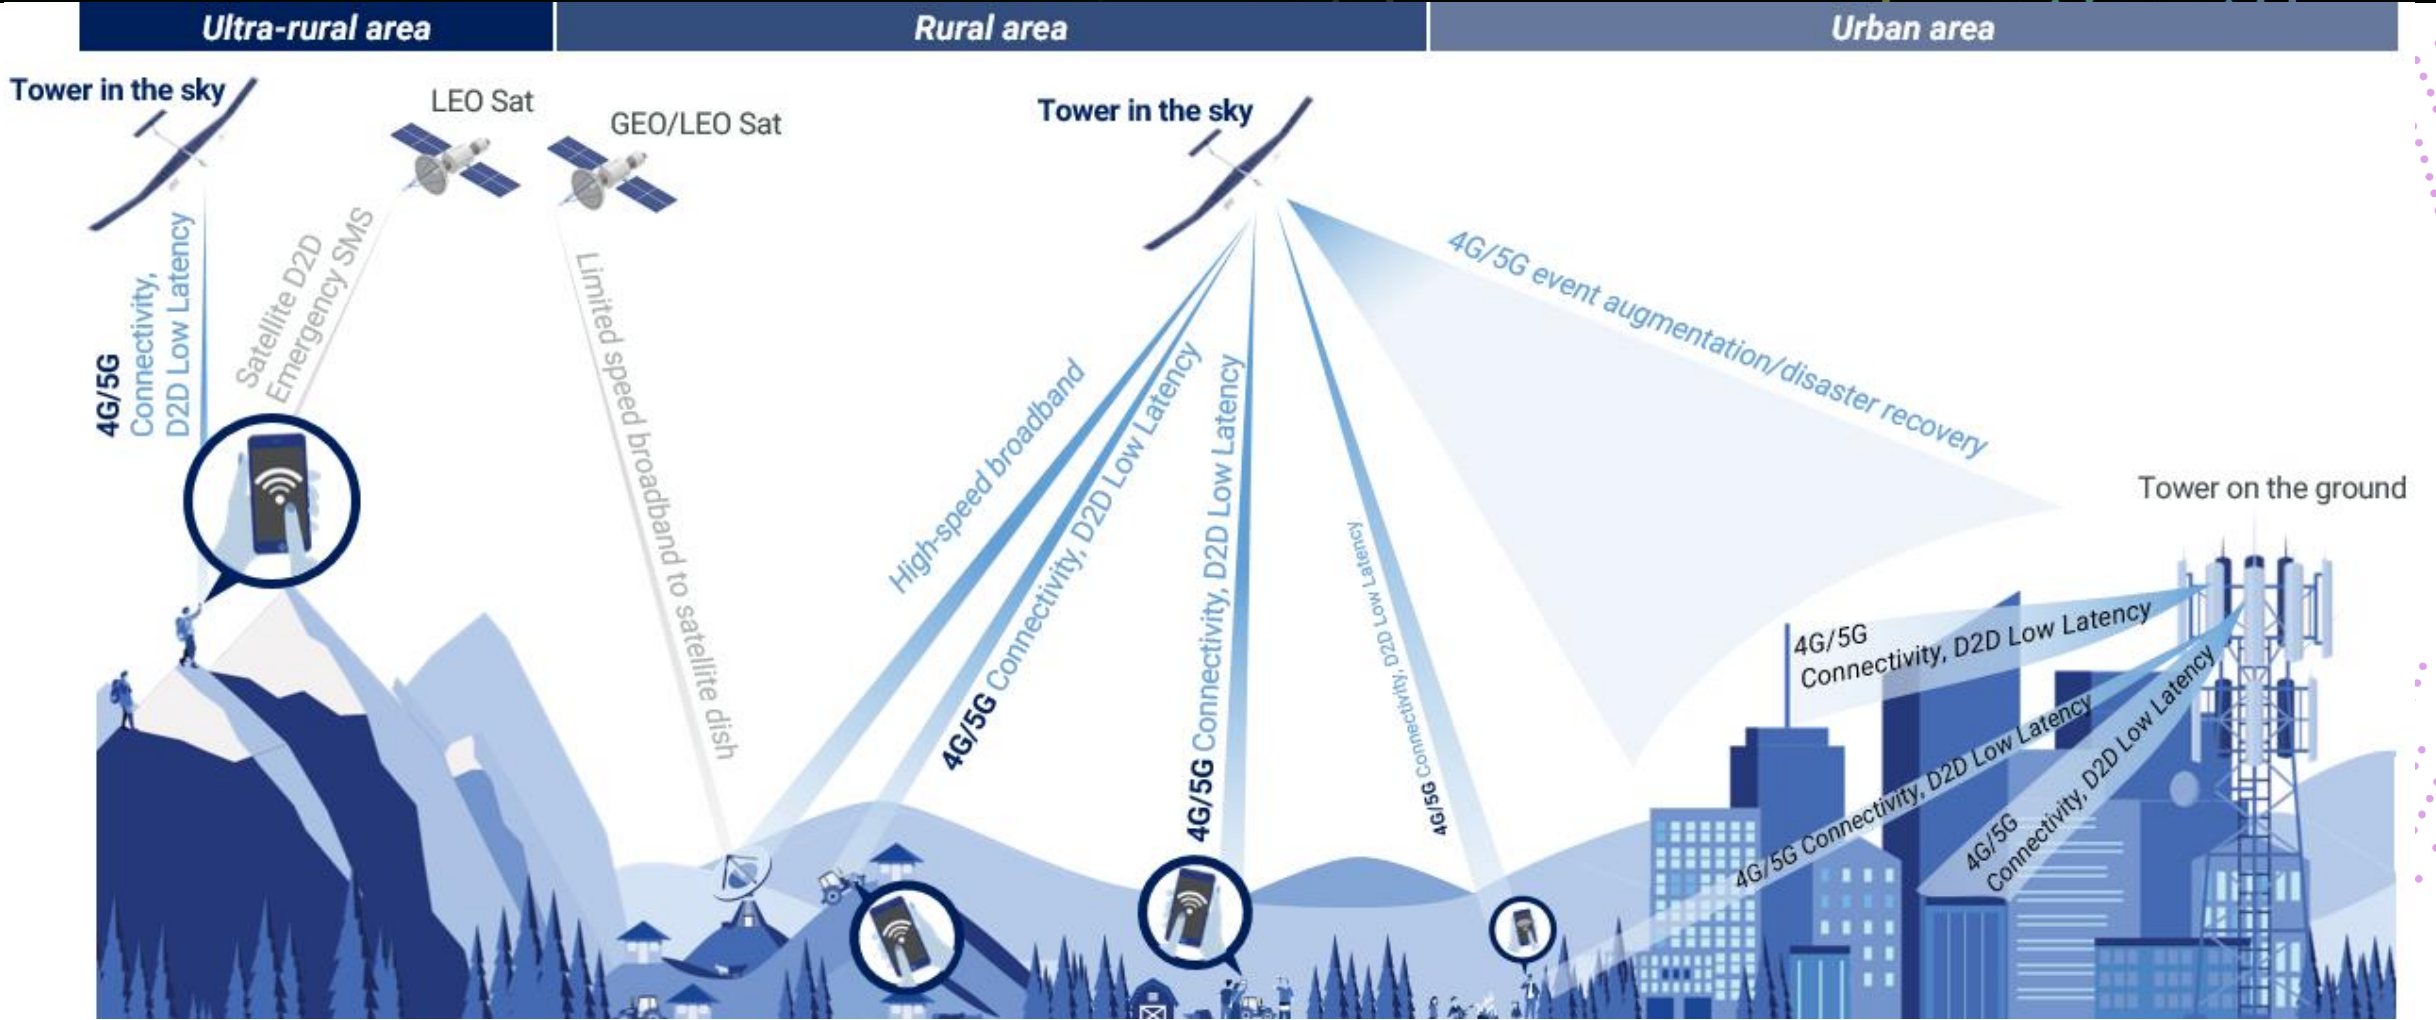 Ultra-rural area
Rural area
Urban area
Tower in the sky
LEO Sat
GEO/LEO Sat
Tower in the sky
4G/5G
Connectivity,
D2D Low Latency
Satellite D2D
Emergency SMS
Limited speed broadband to satellite dish
High-speed broadband
4G/5G Connectivity, D2D Low Latency
4G/5G Connectivity, D2D Low Latency
4G/5G Connectivity, D2D Low Latency
4G/5G event augmentation/disaster recovery
Tower on the ground
4G/5G
Connectivity, D2D Low Latency
4G/5G Connectivity, D2D Low Latency
4G/5G
Connectivity, D2D Low Latency